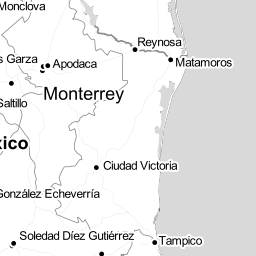 Monclova
Reynosa
s Garza
Apodaca
Matamoros
Monterrey
Saltillo
xico
Ciudad Victoria
González Echeverría
Soledad Díez Gutiérrez
Tampico